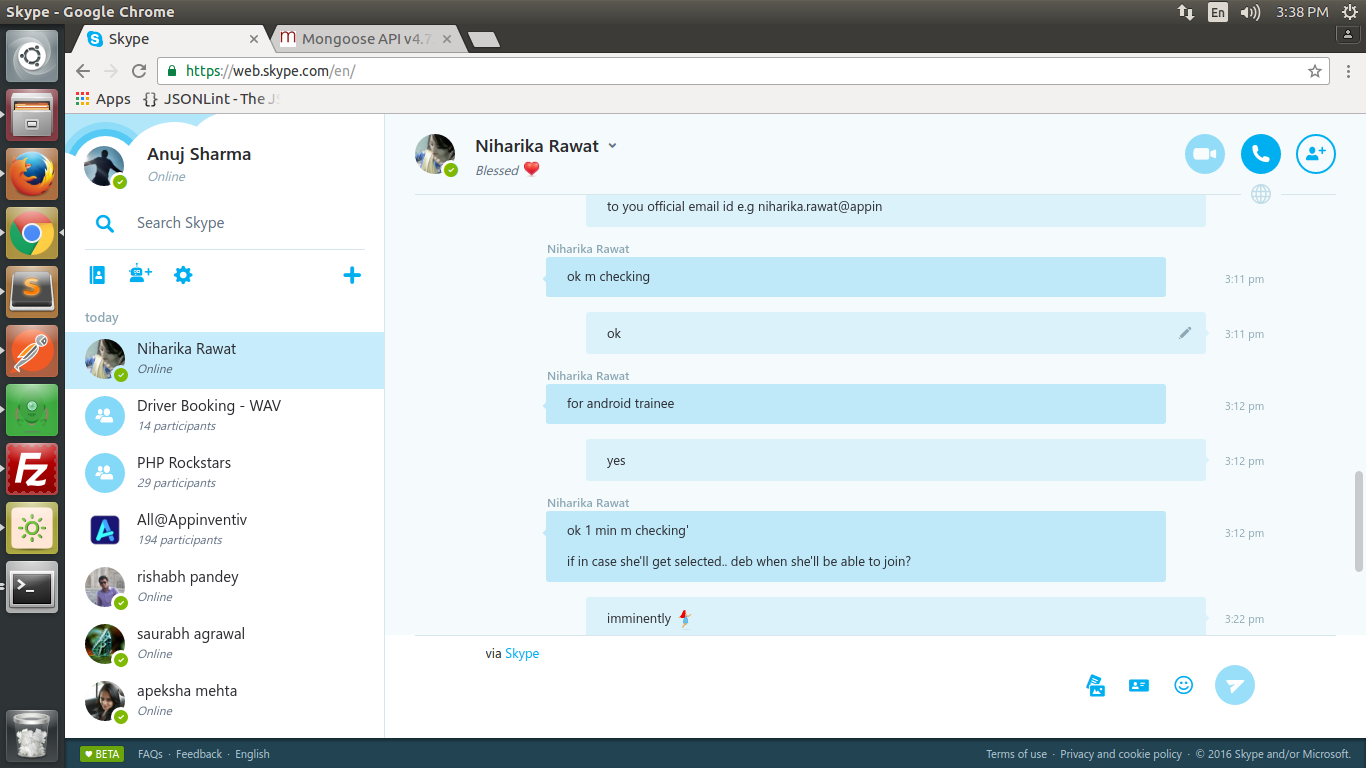 Skype - Google Chrome
En
3:38 PM
Skype
Mongoose API v4.7
https://web.skype.com/en/
Apps
{} JSONLint - The JS
Anuj Sharma
Online
Search Skype
today
Niharika Rawat
Online
Driver Booking - WAV
14 participants
PHP Rockstars
29 participants
All@Appinventiv
194 participants
rishabh pandey
Online
saurabh agrawal
Online
apeksha mehta
Online
Niharika Rawat
Blessed
to you official email id e.g niharika.rawat@appin
Niharika Rawat
ok m checking
3:11 pm
ok
3:11 pm
Niharika Rawat
for android trainee
3:12 pm
yes
3:12 pm
Niharika Rawat
ok 1 min m checking'
3:12 pm
if in case she'll get selected.. deb when she'll be able to join?
imminently
3:22 pm
via Skype
BETA
FAQs · Feedback · English
Terms of use · Privacy and cookie policy · © 2016 Skype and/or Microsoft.